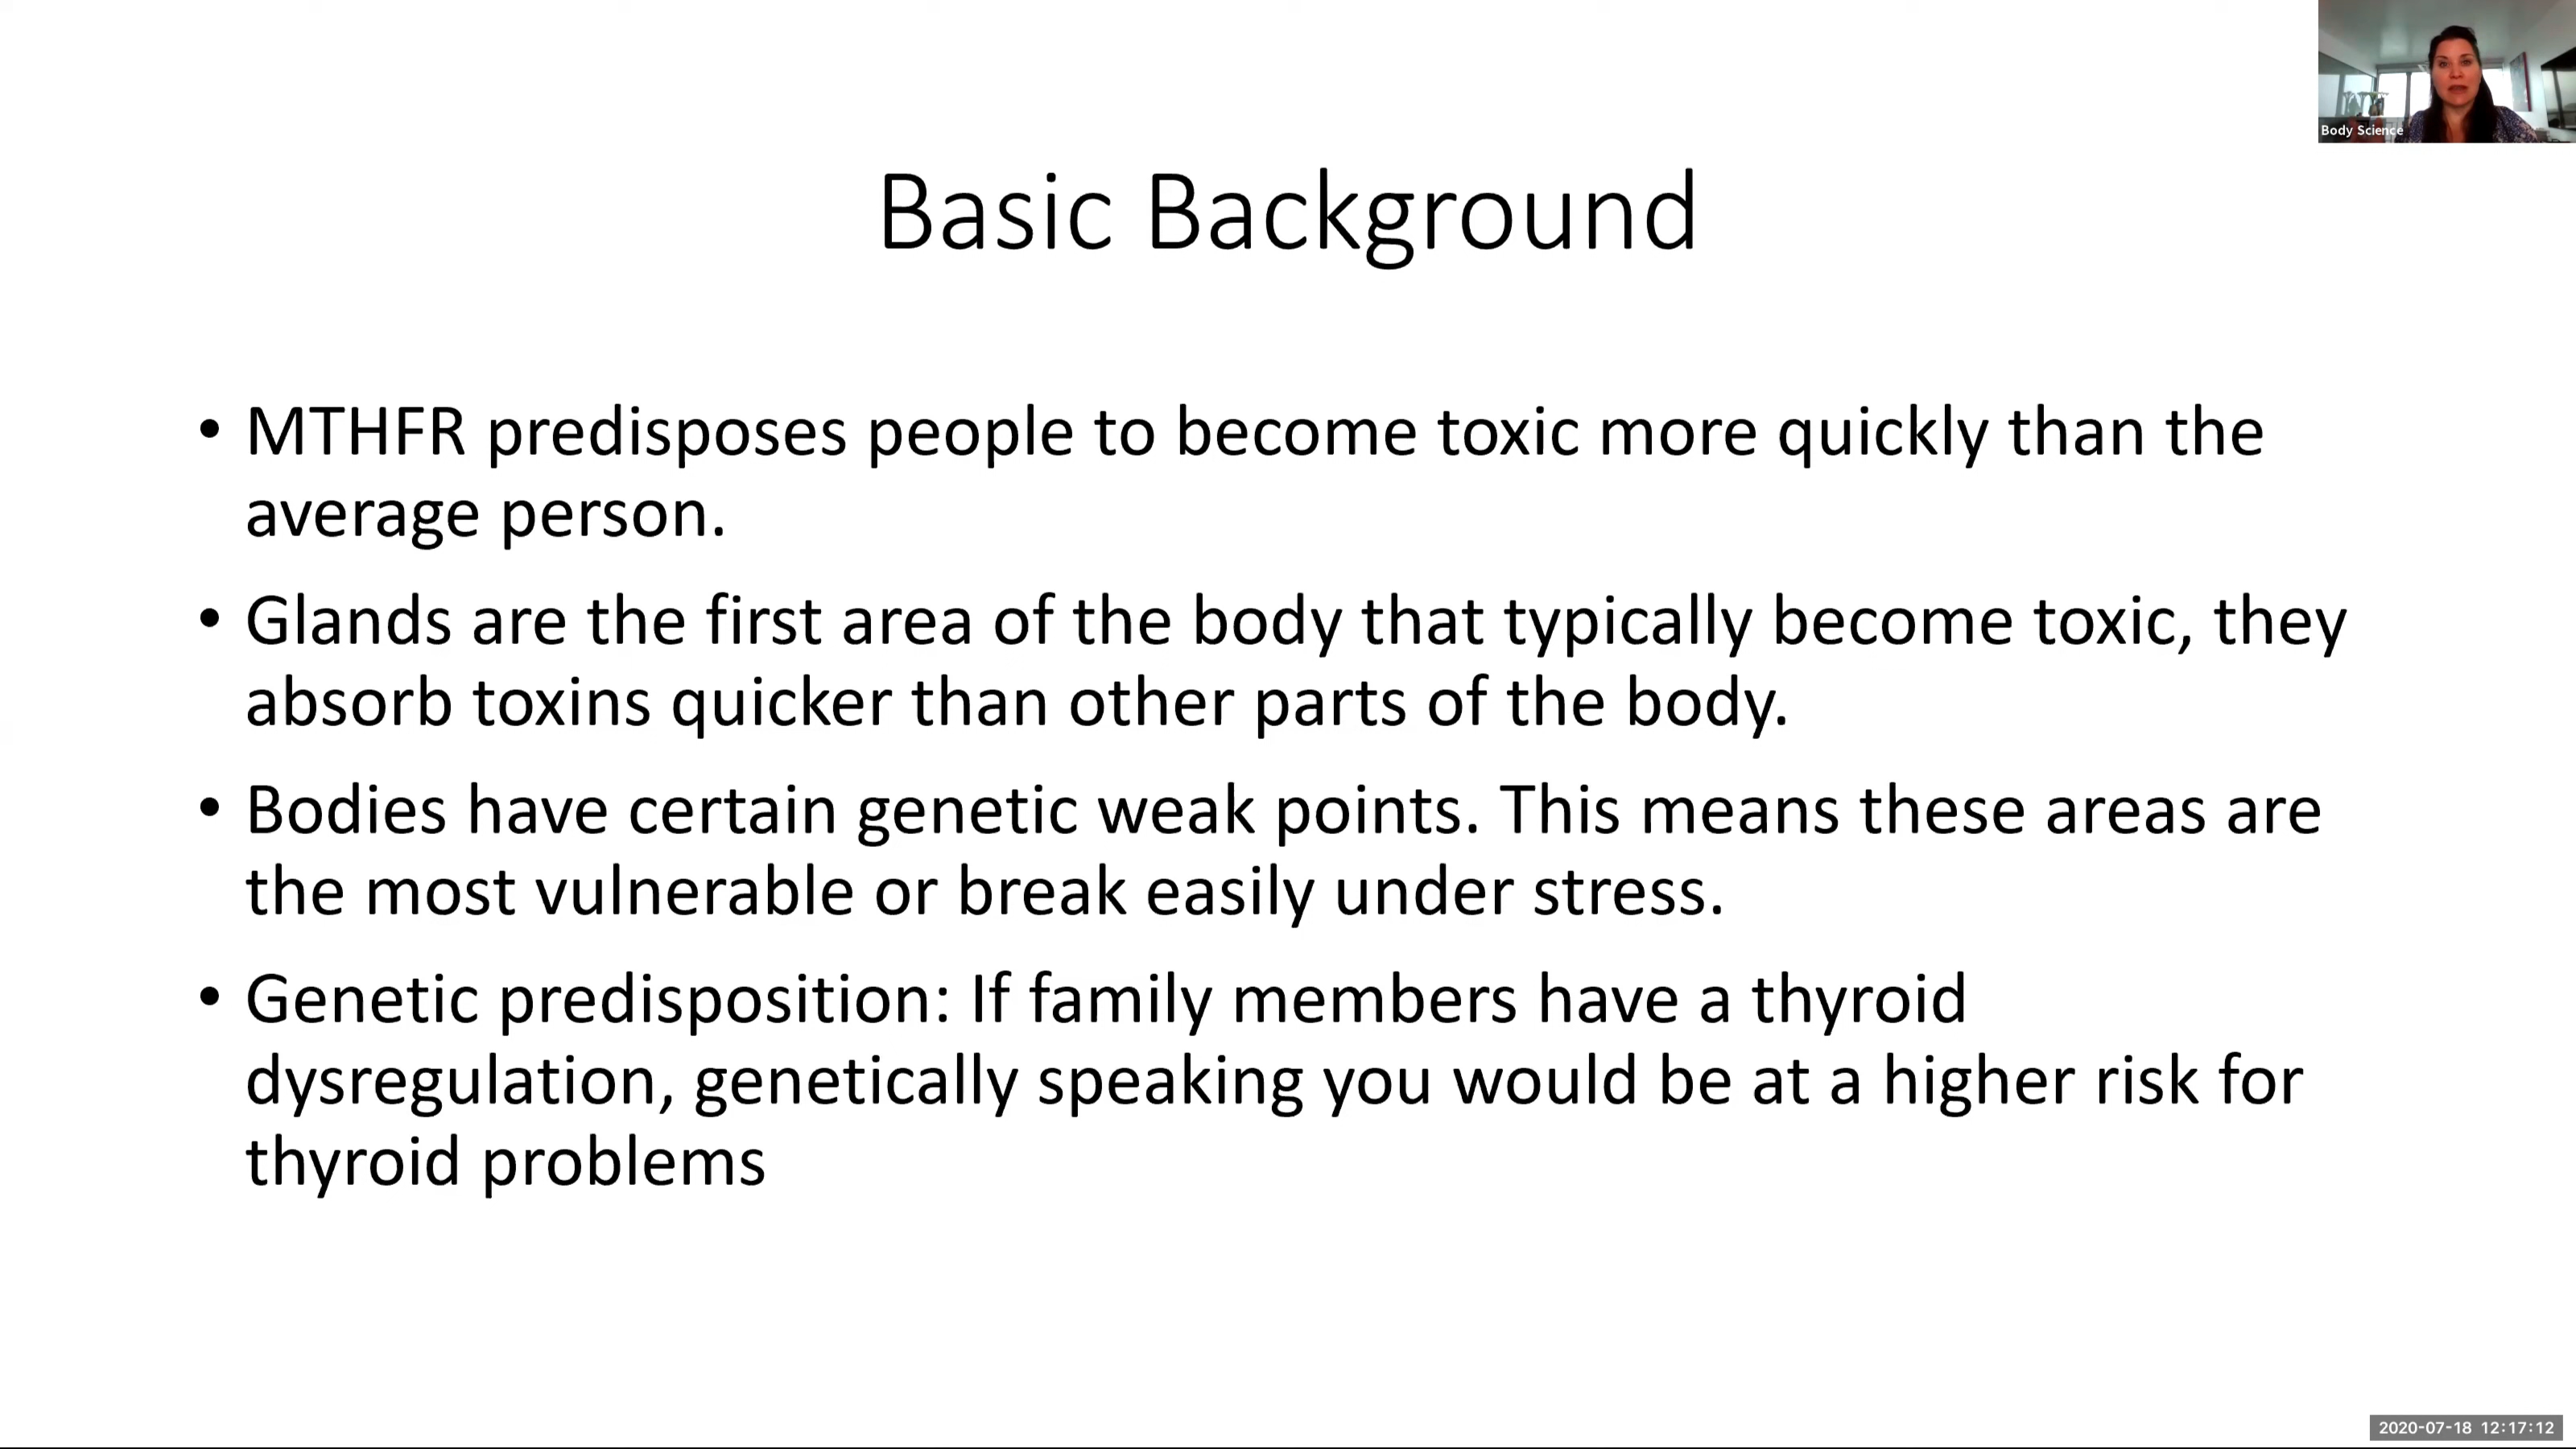 Body Science
Basic Background
• MTHFR predisposes people to become toxic more quickly than the
average person.
• Glands are the first area of the body that typically become toxic, they
absorb toxins quicker than other parts of the body.
• Bodies have certain genetic weak points. This means these areas are
the most vulnerable or break easily under stress.
• Genetic predisposition: If family members have a thyroid
dysregulation, genetically speaking you would be at a higher risk for
thyroid problems
2020-07-18 12:17:12